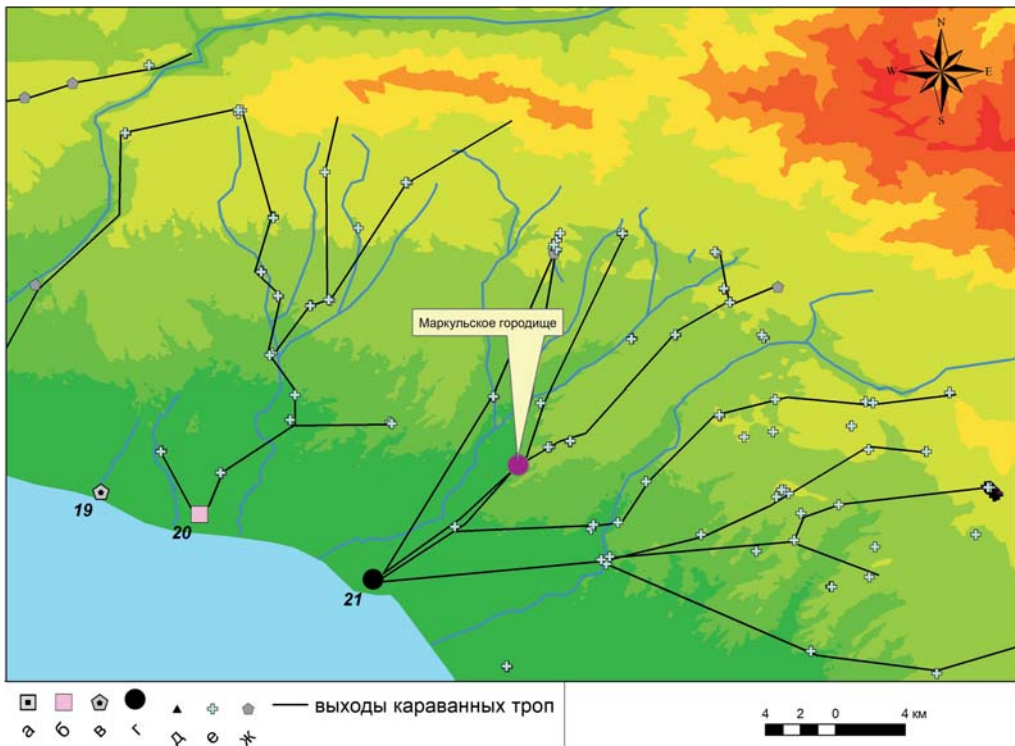 N
W E
S
Маркульское городище
19
20
21
а б в г д е ж
выходы караванных троп
4 2 0 4 км